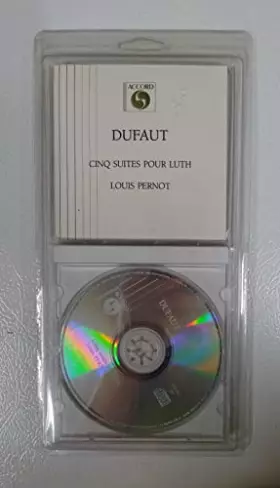 ACCORD
DUFAUT
CINQ SUITES POUR LUTH
LOUIS PERNOT
DUFAUT